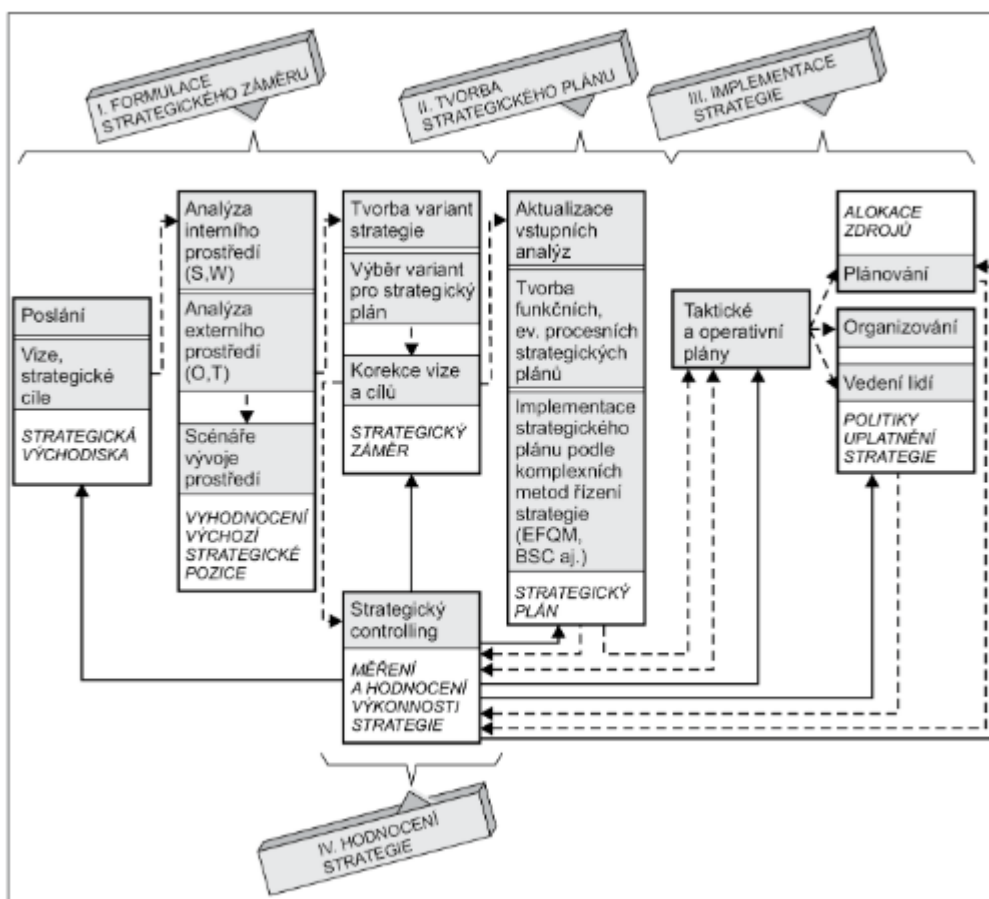 I. FORMULACE
STRATEGICKÉHO ZÁMĚRU
II. TVORBA
STRATEGICKÉHO PLÁNU
III. IMPLEMENTACE
STRATEGIE
Poslání
Vize,
strategické
cíle
STRATEGICKÁ
VÝCHODISKA
Analýza
interního
prostředí
(S,W)
Analýza
externího
prostředí
(O,T)
Scénáře
vývoje
prostředí
VYHODNOCENÍ
VÝCHOZÍ
STRATEGICKÉ
POZICE
Tvorba variant
strategie
Výběr variant
pro strategický
plán
Korekce vize
a cílů
STRATEGICKÝ
ZÁMĚR
Aktualizace
vstupních
analýz
Tvorba
funkčních,
ev. procesních
strategických
plánů
Implementace
strategického
plánu podle
komplexních
metod řízení
strategie
(EFQM,
BSC aj.)
STRATEGICKÝ
PLÁN
Taktické
a operativní
plány
ALOKACE
ZDROJŮ
Plánování
Organizování
Vedení lidí
POLITIKY
UPLATNĚNÍ
STRATEGIE
Strategický
controlling
MĚŘENÍ
A HODNOCENÍ
VÝKONNOSTI
STRATEGIE
IV. HODNOCENÍ
STRATEGIE